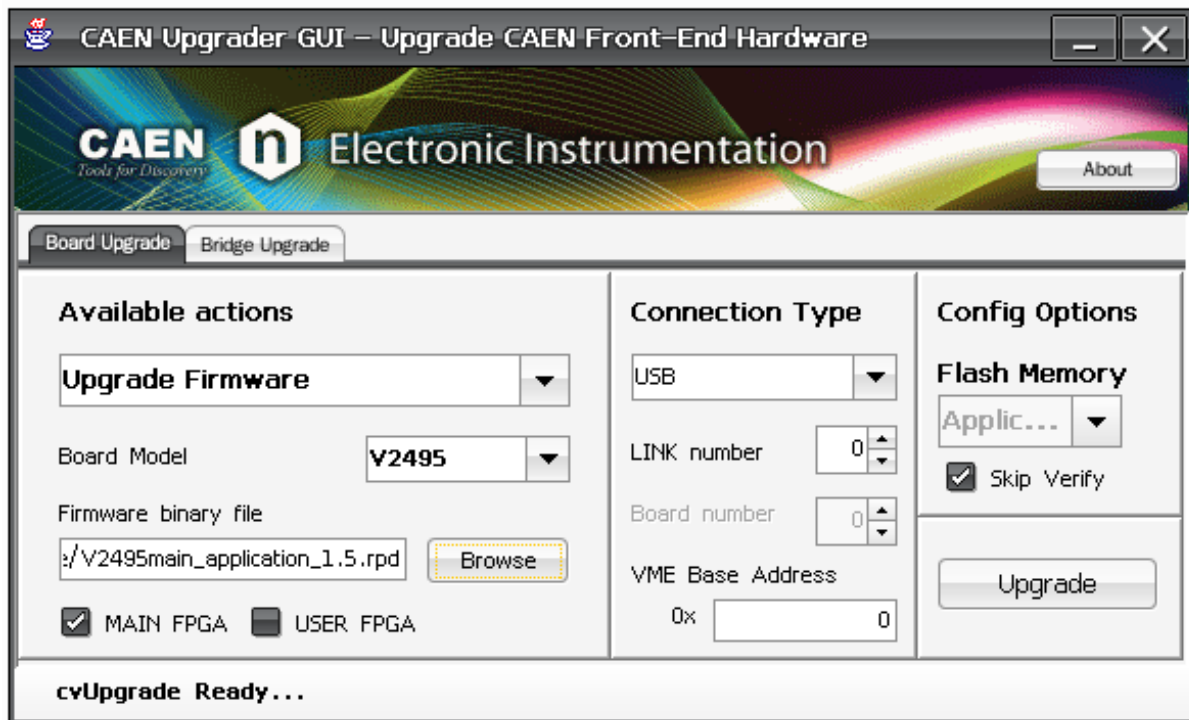 CAEN Upgrader GUI - Upgrade CAEN Front-End Hardware
CAEN
Tools for Discovery
n
Electronic Instrumentation
About
Board Upgrade
Bridge Upgrade
Available actions
Upgrade Firmware
Board Model
V2495
Firmware binary file
:/V2495main_application_1.5.rpd
Browse
MAIN FPGA
USER FPGA
Connection Type
USB
LINK number
0
Board number
0
VME Base Address
0x
0
Config Options
Flash Memory
Applic...
Skip Verify
Upgrade
cvUpgrade Ready...